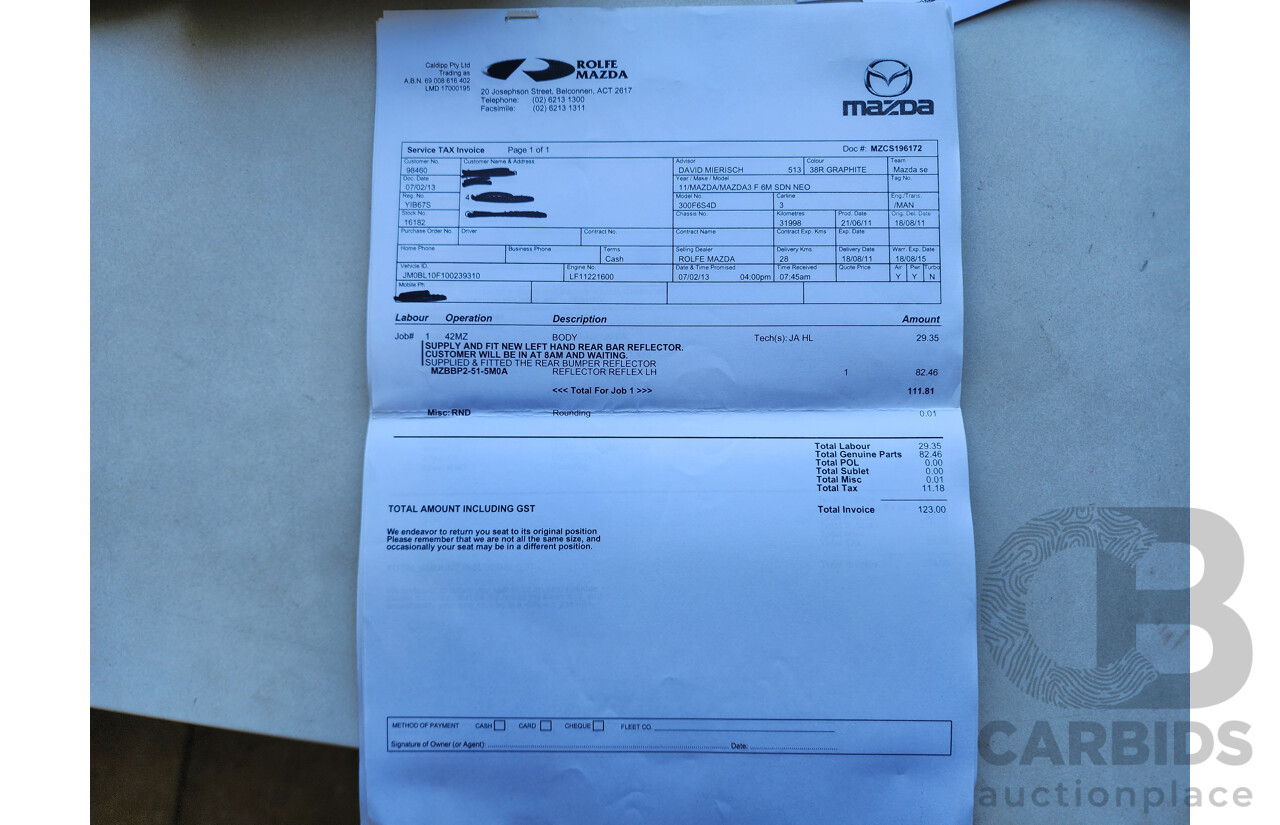 Caldipp Pty Ltd
Trading as
A.B.N. 69 008 616 402
LMD 17000195
ROLFE
MAZDA
20 Josephson Street, Belconnen, ACT 2617
Telephone: (02) 6213 1300
Facsimile: (02) 6213 1311
mazda
Service TAX Invoice Page 1 of 1 Doc #: MZCS196172
Customer No. Customer Name & Address Advisor Colour Team
98460 DAVID MIERISCH 513 38R GRAPHITE Mazda se
Doc. Date Year / Make / Model Tag No.
07/02/13 11/MAZDA/MAZDA3 F 6M SDN NEO
Reg. No. 4 Model No. Carline Eng./Trans.
YIB67S 300F6S4D 3 /MAN
Stock No. Chassis No. Kilometres Prod. Date Orig. Del. Date
16182 31998 21/06/11 18/08/11
Purchase Order No. Driver Contract No. Contract Name Contract Exp. Kms Exp. Date
Home Phone Business Phone Terms Selling Dealer Delivery Kms Delivery Date Warr. Exp. Date
Cash ROLFE MAZDA 28 18/08/11 18/08/15
Vehicle ID. Engine No. Date & Time Promised Time Received Quote Price Air Pwr Turbo
JM0BL10F100239310 LF11221600 07/02/13 04:00pm 07:45am Y Y N
Mobile Ph
Labour Operation Description Amount
Job# 1 42MZ BODY Tech(s): JA HL 29.35
SUPPLY AND FIT NEW LEFT HAND REAR BAR REFLECTOR.
CUSTOMER WILL BE IN AT 8AM AND WAITING.
SUPPLIED & FITTED THE REAR BUMPER REFLECTOR
MZBBP2-51-5M0A REFLECTOR REFLEX LH 1 82.46
<<< Total For Job 1 >>> 111.81
Misc: RND Rounding 0.01
Total Labour 29.35
Total Genuine Parts 82.46
Total POL 0.00
Total Sublet 0.00
Total Misc 0.01
Total Tax 11.18
TOTAL AMOUNT INCLUDING GST Total Invoice 123.00
We endeavor to return you seat to its original position
Please remember that we are not all the same size, and
occasionally your seat may be in a different position.
METHOD OF PAYMENT CASH CARD CHEQUE FLEET CO.
Signature of Owner (or Agent): Date:
CB
CARBIDS
auctionplace